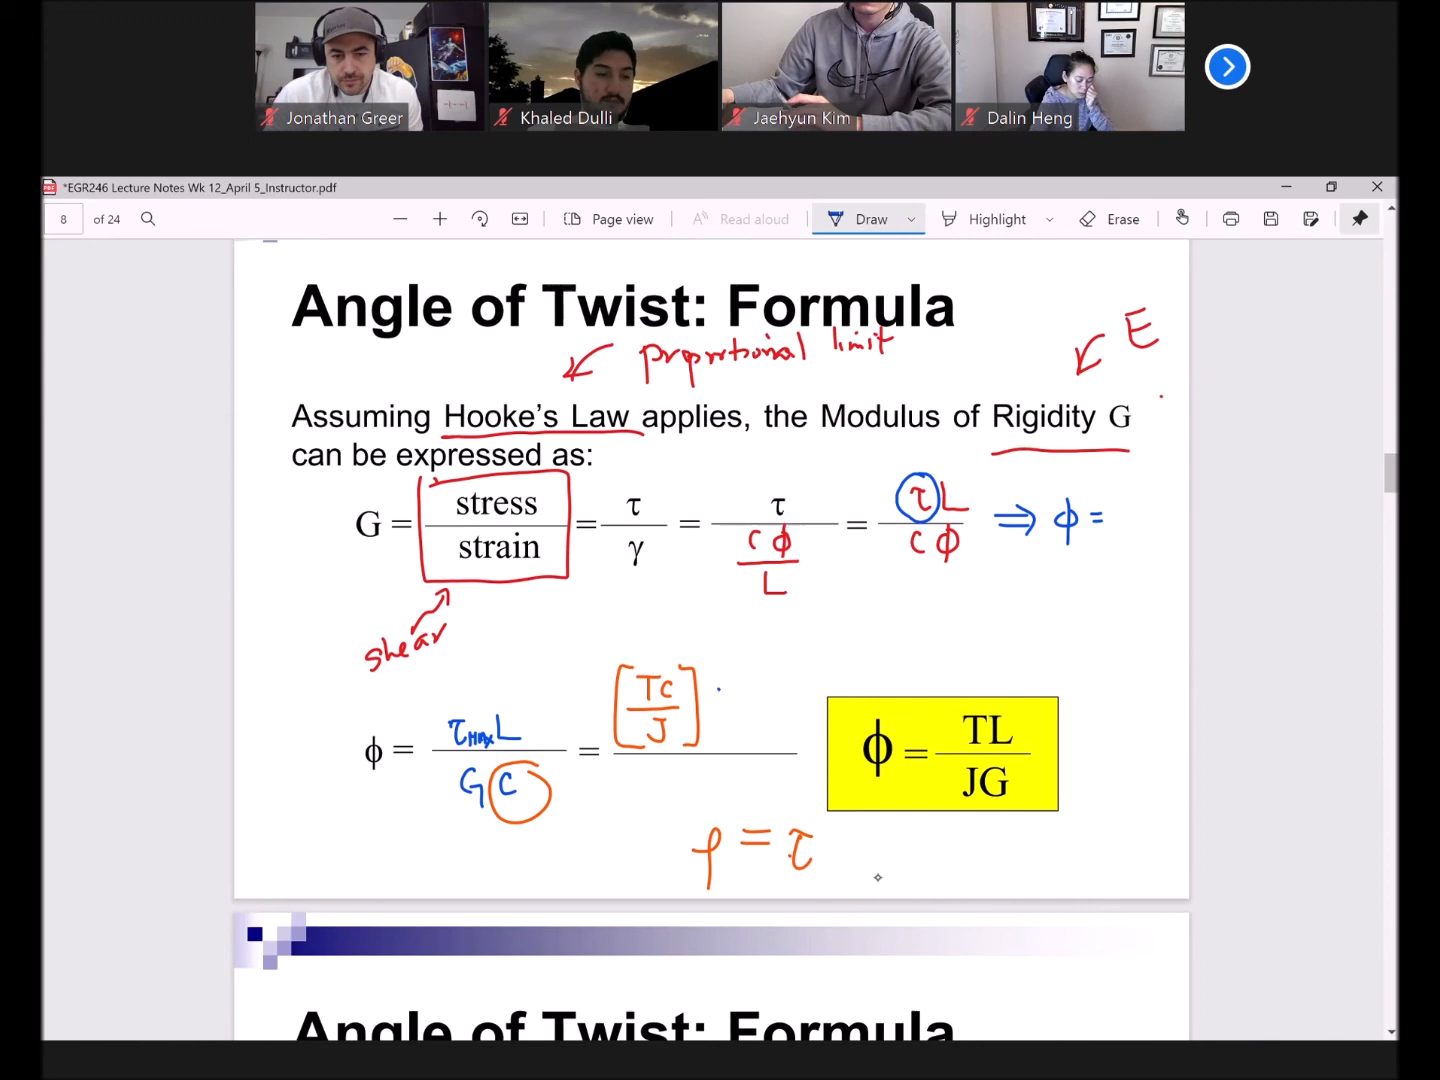 Jonathan Greer
Khaled Dulli
Jaehyun Kim
Dalin Heng
*EGR246 Lecture Notes Wk 12_April 5_Instructor.pdf
8 of 24 Page view Read aloud Draw Highlight Erase
Angle of Twist: Formula
proportional limit
E
Assuming Hooke's Law applies, the Modulus of Rigidity G
can be expressed as:
G = stress/strain = τ/γ = τ/(cφ/L) = τL/cφ ⇒ φ =
shear
φ = τMAX L/GC = [TC/J] ·
φ = TL/JG
ρ = τ
Angle of Twist: Formula